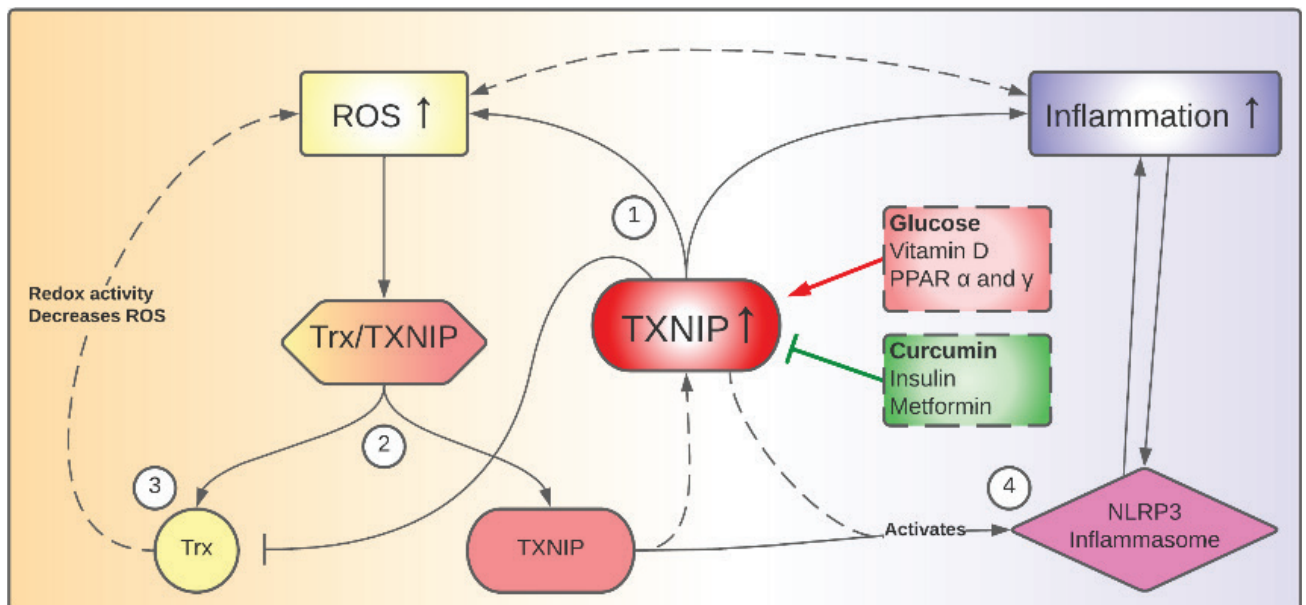 ROS ↑
Inflammation ↑
1
Glucose
Vitamin D
PPAR α and γ
Redox activity
Decreases ROS
Trx/TXNIP
TXNIP ↑
Curcumin
Insulin
Metformin
2
3
4
Trx
TXNIP
Activates
NLRP3
Inflammasome